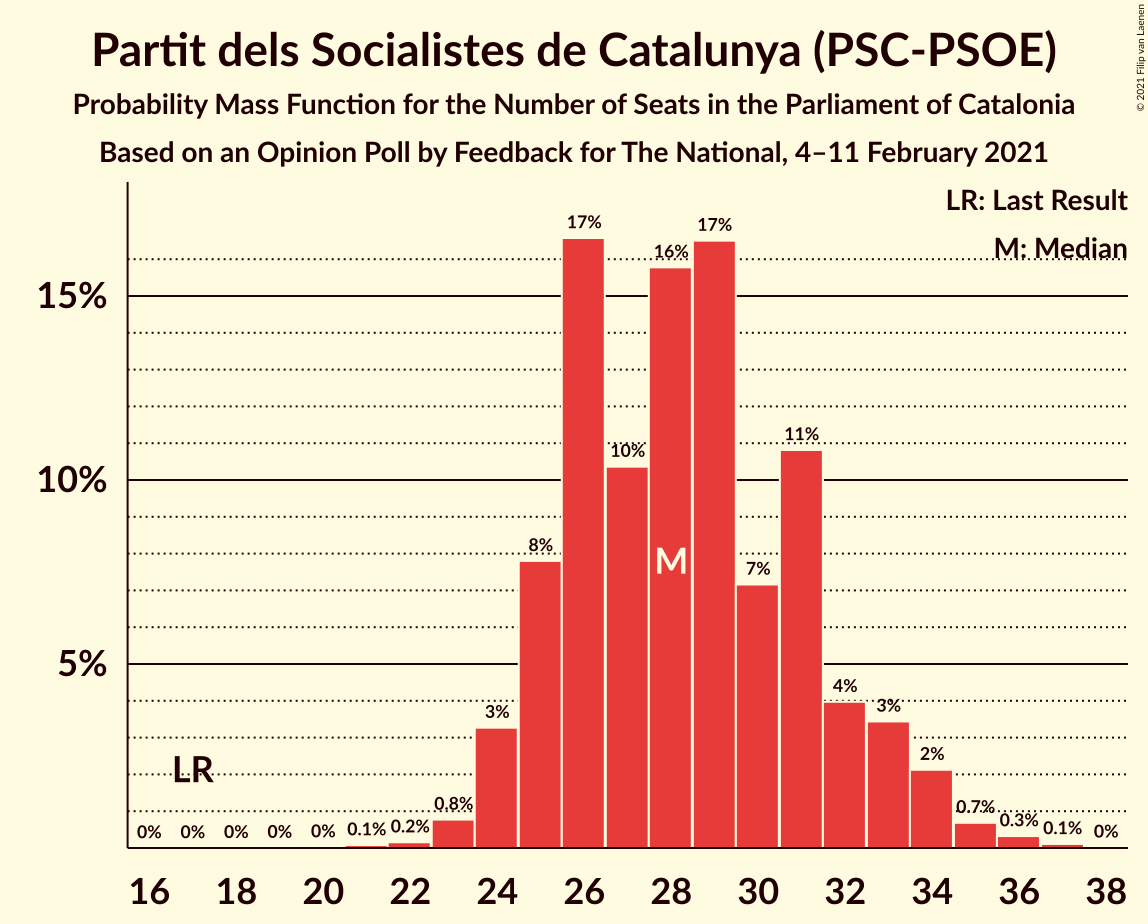 Partit dels Socialistes de Catalunya (PSC-PSOE)
Probability Mass Function for the Number of Seats in the Parliament of Catalonia
Based on an Opinion Poll by Feedback for The National, 4–11 February 2021
© 2021 Filip van Laenen
LR: Last Result
M: Median
15%
10%
5%
0%
0%
0%
0%
0%
0.1%
0.2%
0.8%
3%
8%
17%
10%
16%
17%
7%
11%
4%
3%
2%
0.7%
0.3%
0.1%
0%
LR
M
16 18 20 22 24 26 28 30 32 34 36 38